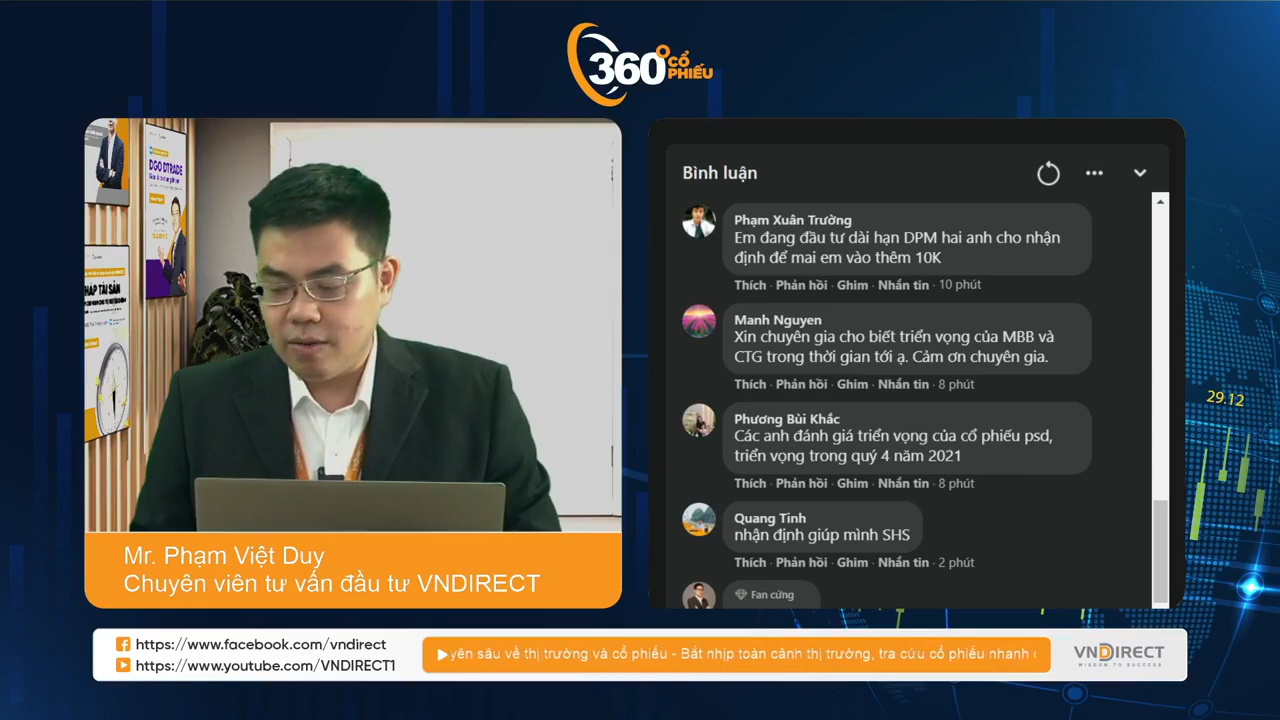 360°
CỔ
PHIẾU
DGO DTRADE
HÁP TÀI SẢN
Mr. Phạm Việt Duy
Chuyên viên tư vấn đầu tư VNDIRECT
Bình luận
Phạm Xuân Trường
Em đang đầu tư dài hạn DPM hai anh cho nhận
định để mai em vào thêm 10K
Thích · Phản hồi · Ghim · Nhắn tin · 10 phút
Manh Nguyen
Xin chuyên gia cho biết triển vọng của MBB và
CTG trong thời gian tới ạ. Cảm ơn chuyên gia.
Thích · Phản hồi · Ghim · Nhắn tin · 8 phút
Phương Bùi Khắc
Các anh đánh giá triển vọng của cổ phiếu psd,
triển vọng trong quý 4 năm 2021
Thích · Phản hồi · Ghim · Nhắn tin · 8 phút
Quang Tinh
nhận định giúp mình SHS
Thích · Phản hồi · Ghim · Nhắn tin · 2 phút
Fan cứng
29.12
https://www.facebook.com/vndirect
https://www.youtube.com/VNDIRECT1
yên sâu về thị trường và cổ phiếu - Bắt nhịp toàn cảnh thị trường, tra cứu cổ phiếu nhanh
VNDIRECT
WISDOM TO SUCCESS